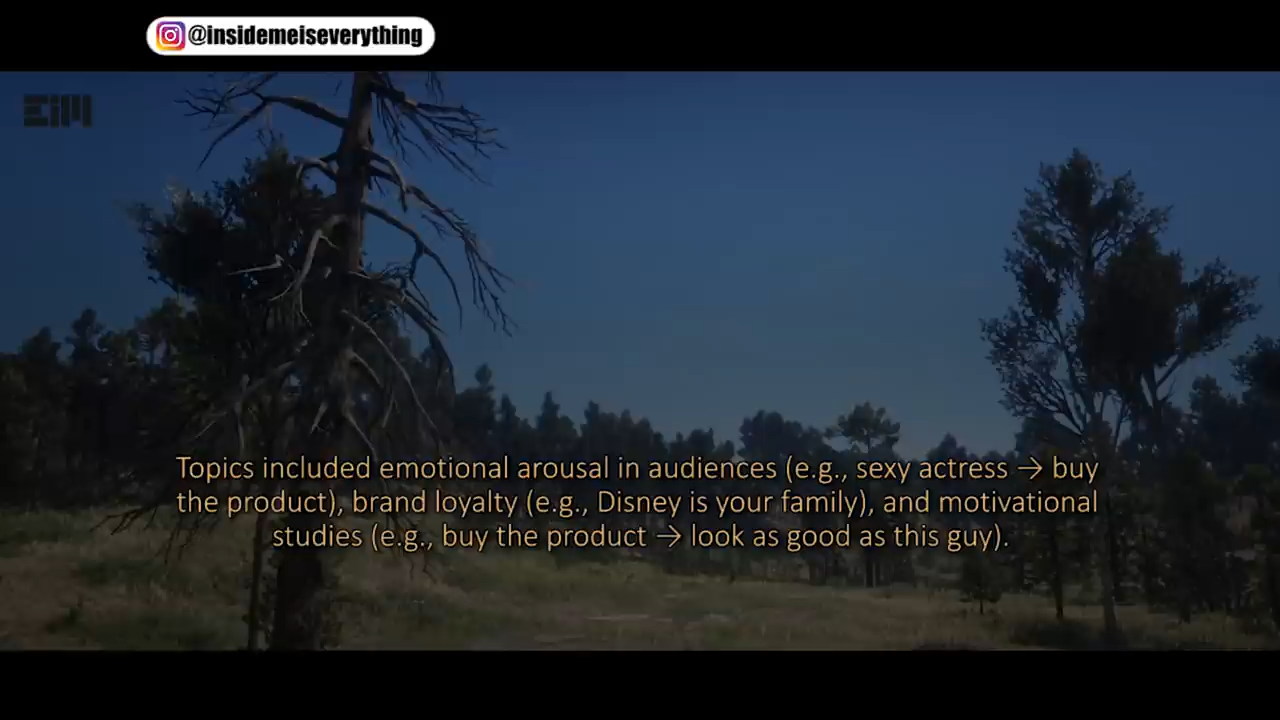 @insidemeiseverything
EiM
Topics included emotional arousal in audiences (e.g., sexy actress → buy
the product), brand loyalty (e.g., Disney is your family), and motivational
studies (e.g., buy the product → look as good as this guy).